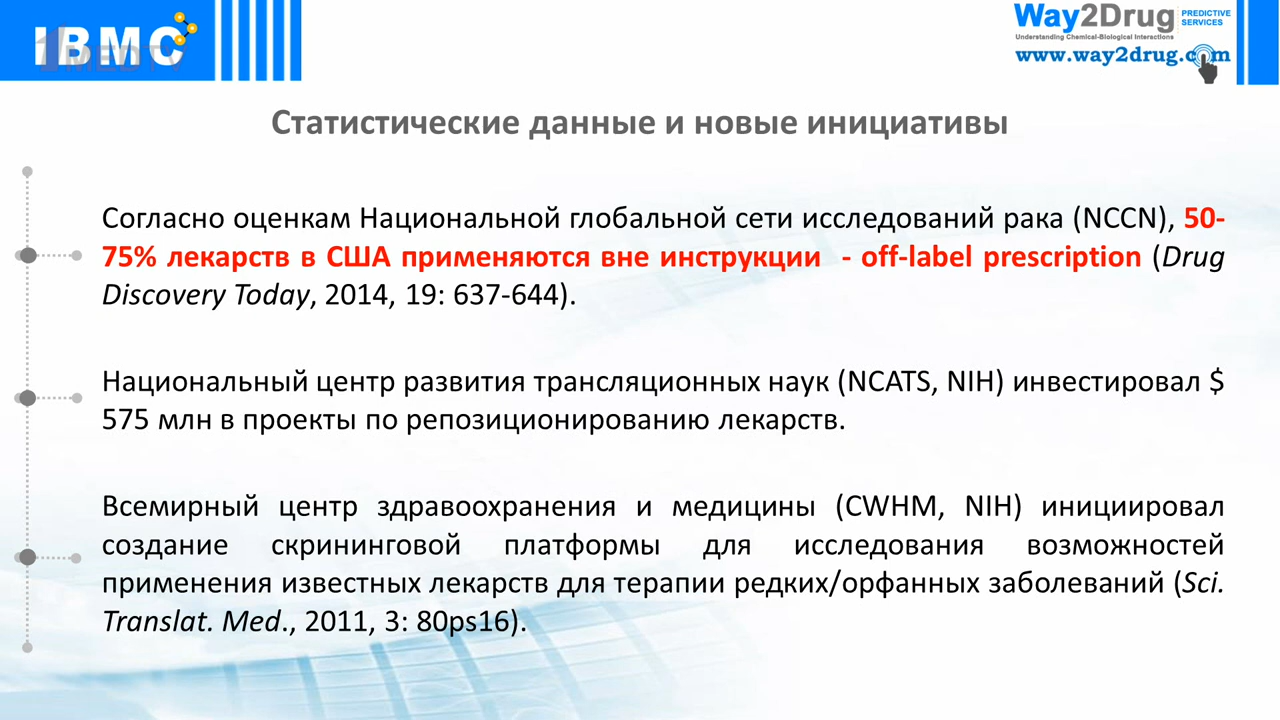 IBMC
1MEDTV
Way2Drug
PREDICTIVE
SERVICES
Understanding Chemical-Biological Interactions
www.way2drug.com
Статистические данные и новые инициативы
Согласно оценкам Национальной глобальной сети исследований рака (NCCN), 50-
75% лекарств в США применяются вне инструкции - off-label prescription (Drug
Discovery Today, 2014, 19: 637-644).
Национальный центр развития трансляционных наук (NCATS, NIH) инвестировал $
575 млн в проекты по репозиционированию лекарств.
Всемирный центр здравоохранения и медицины (CWHM, NIH) инициировал
создание скрининговой платформы для исследования возможностей
применения известных лекарств для терапии редких/орфанных заболеваний (Sci.
Translat. Med., 2011, 3: 80ps16).